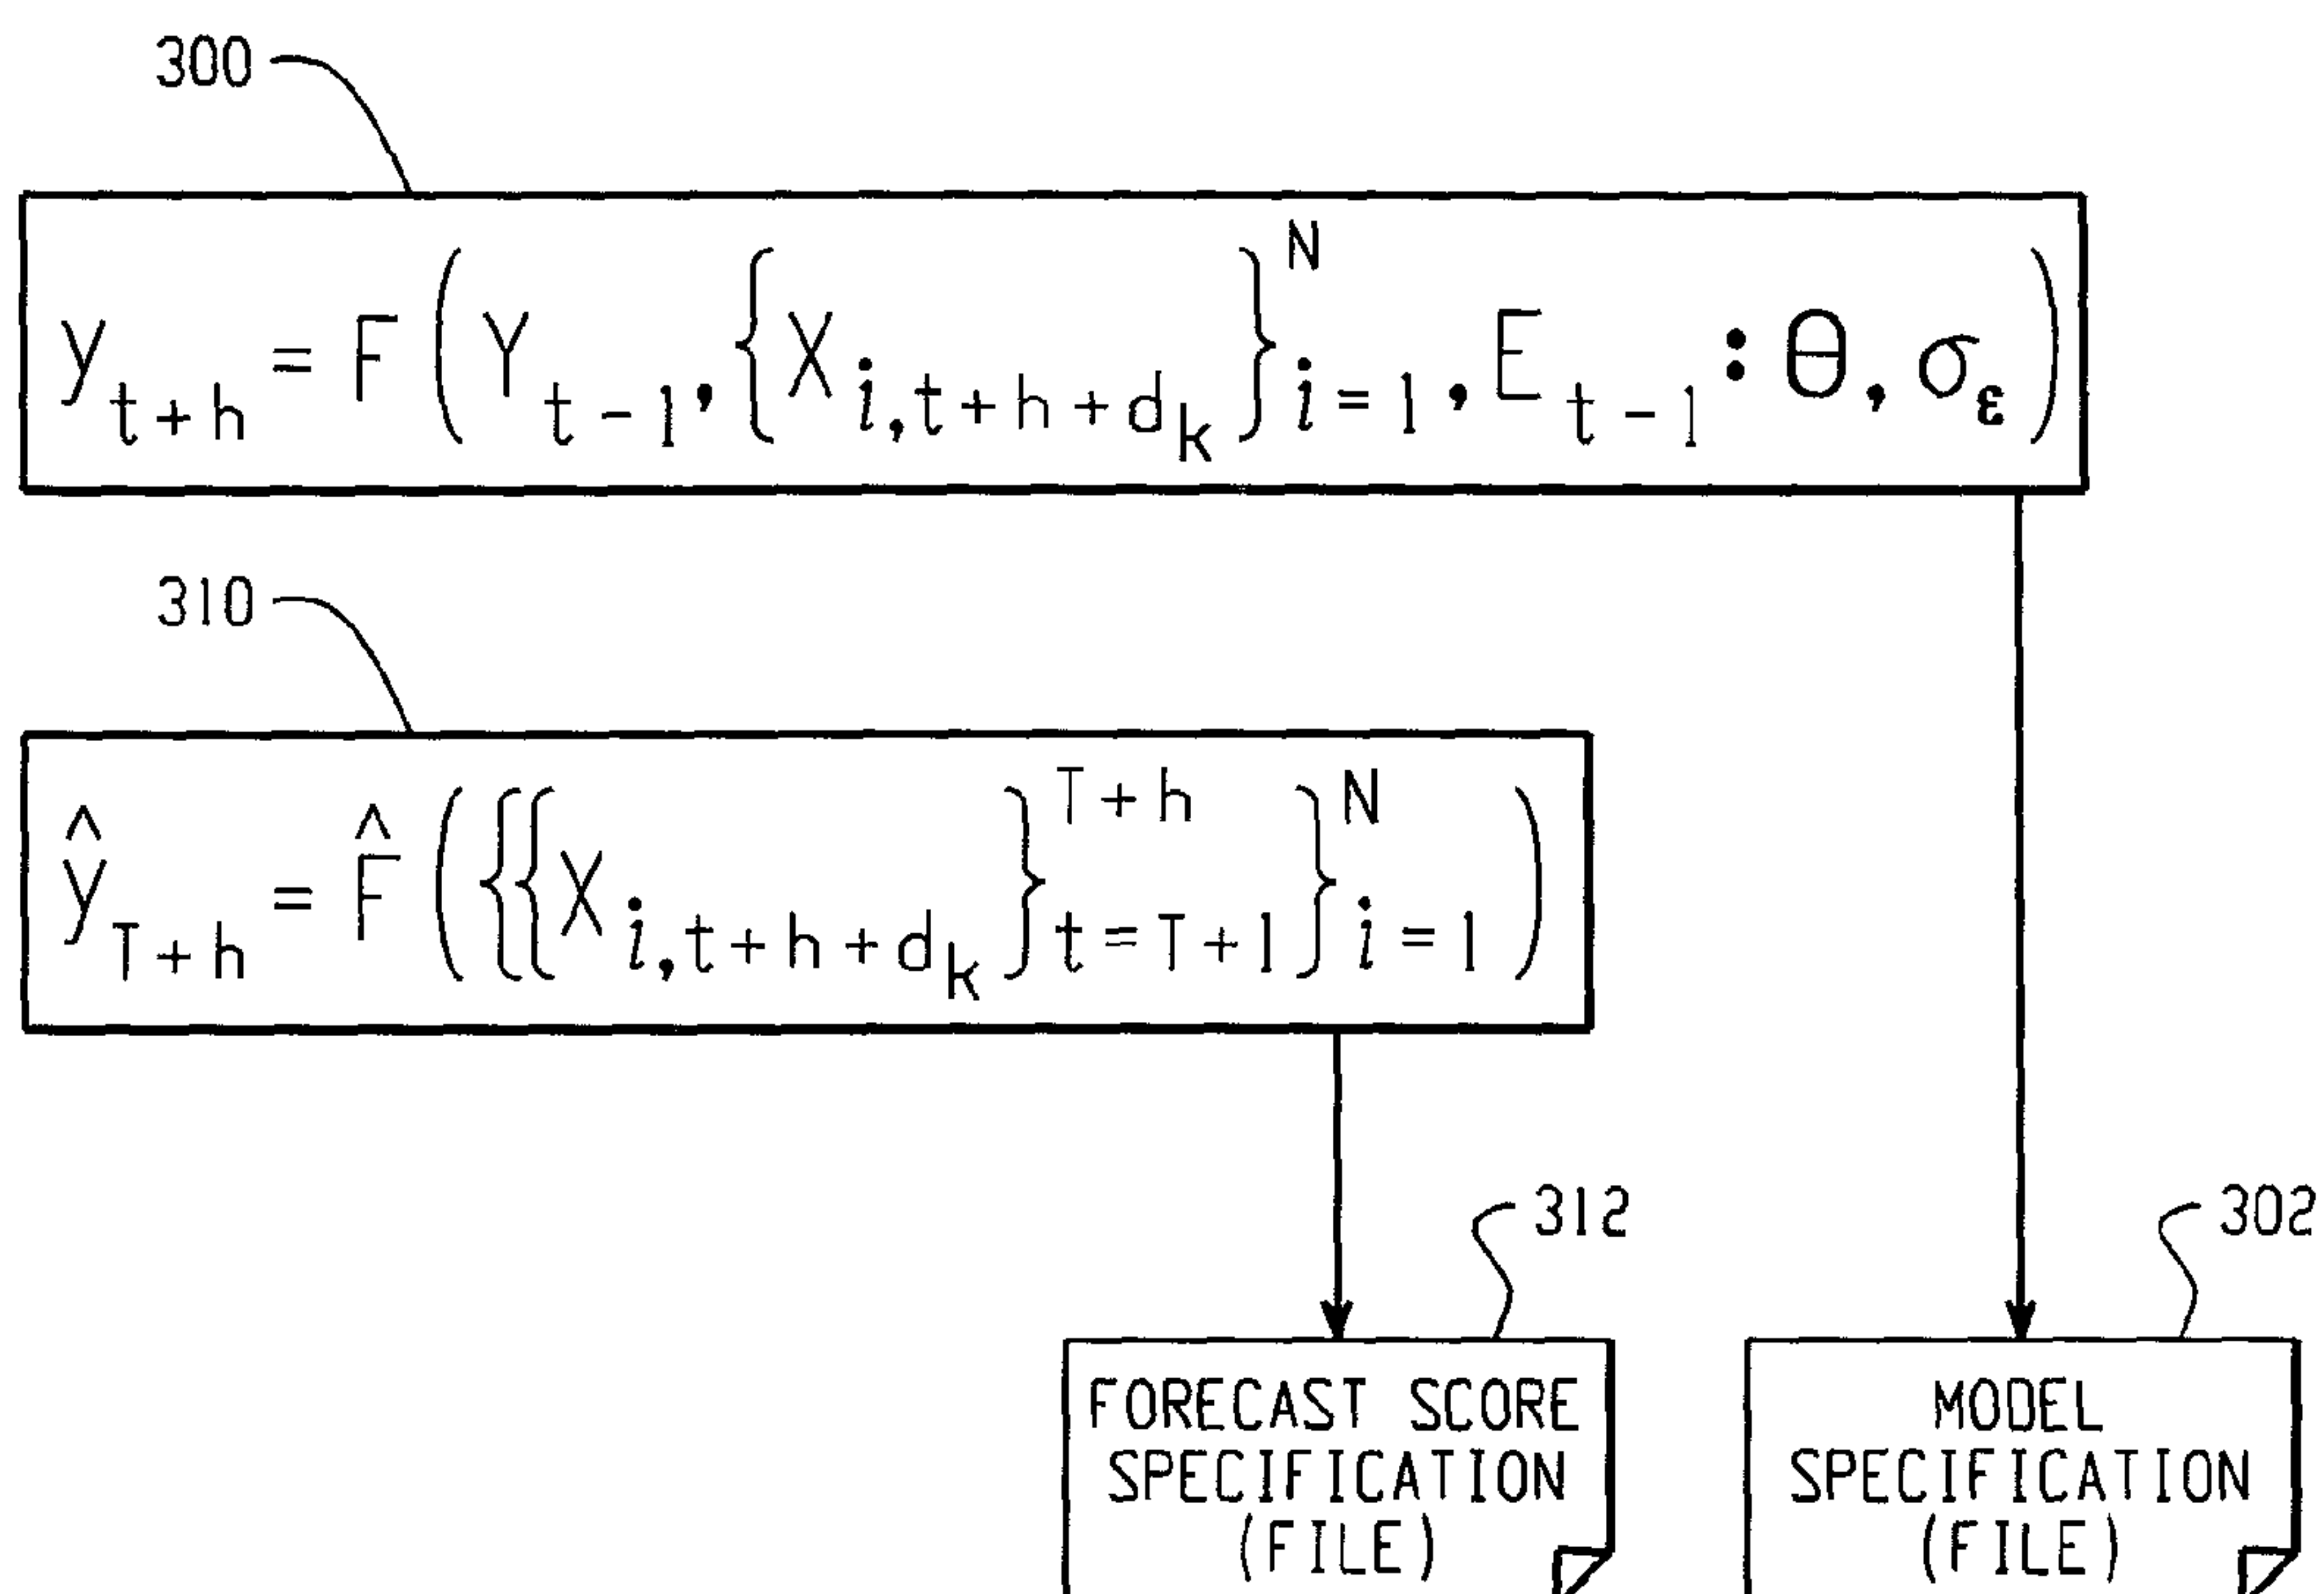 300
y_{t+h} = F ( Y_{t-1}, { X_{i,t+h+d_k} }_{i=1}^{N}, E_{t-1} : Θ, σ_ε )
310
ŷ_{T+h} = F̂ ( { { X_{i,t+h+d_k} }_{t=T+1}^{T+h} }_{i=1}^{N} )
312
302
FORECAST SCORE
SPECIFICATION
(FILE)
MODEL
SPECIFICATION
(FILE)